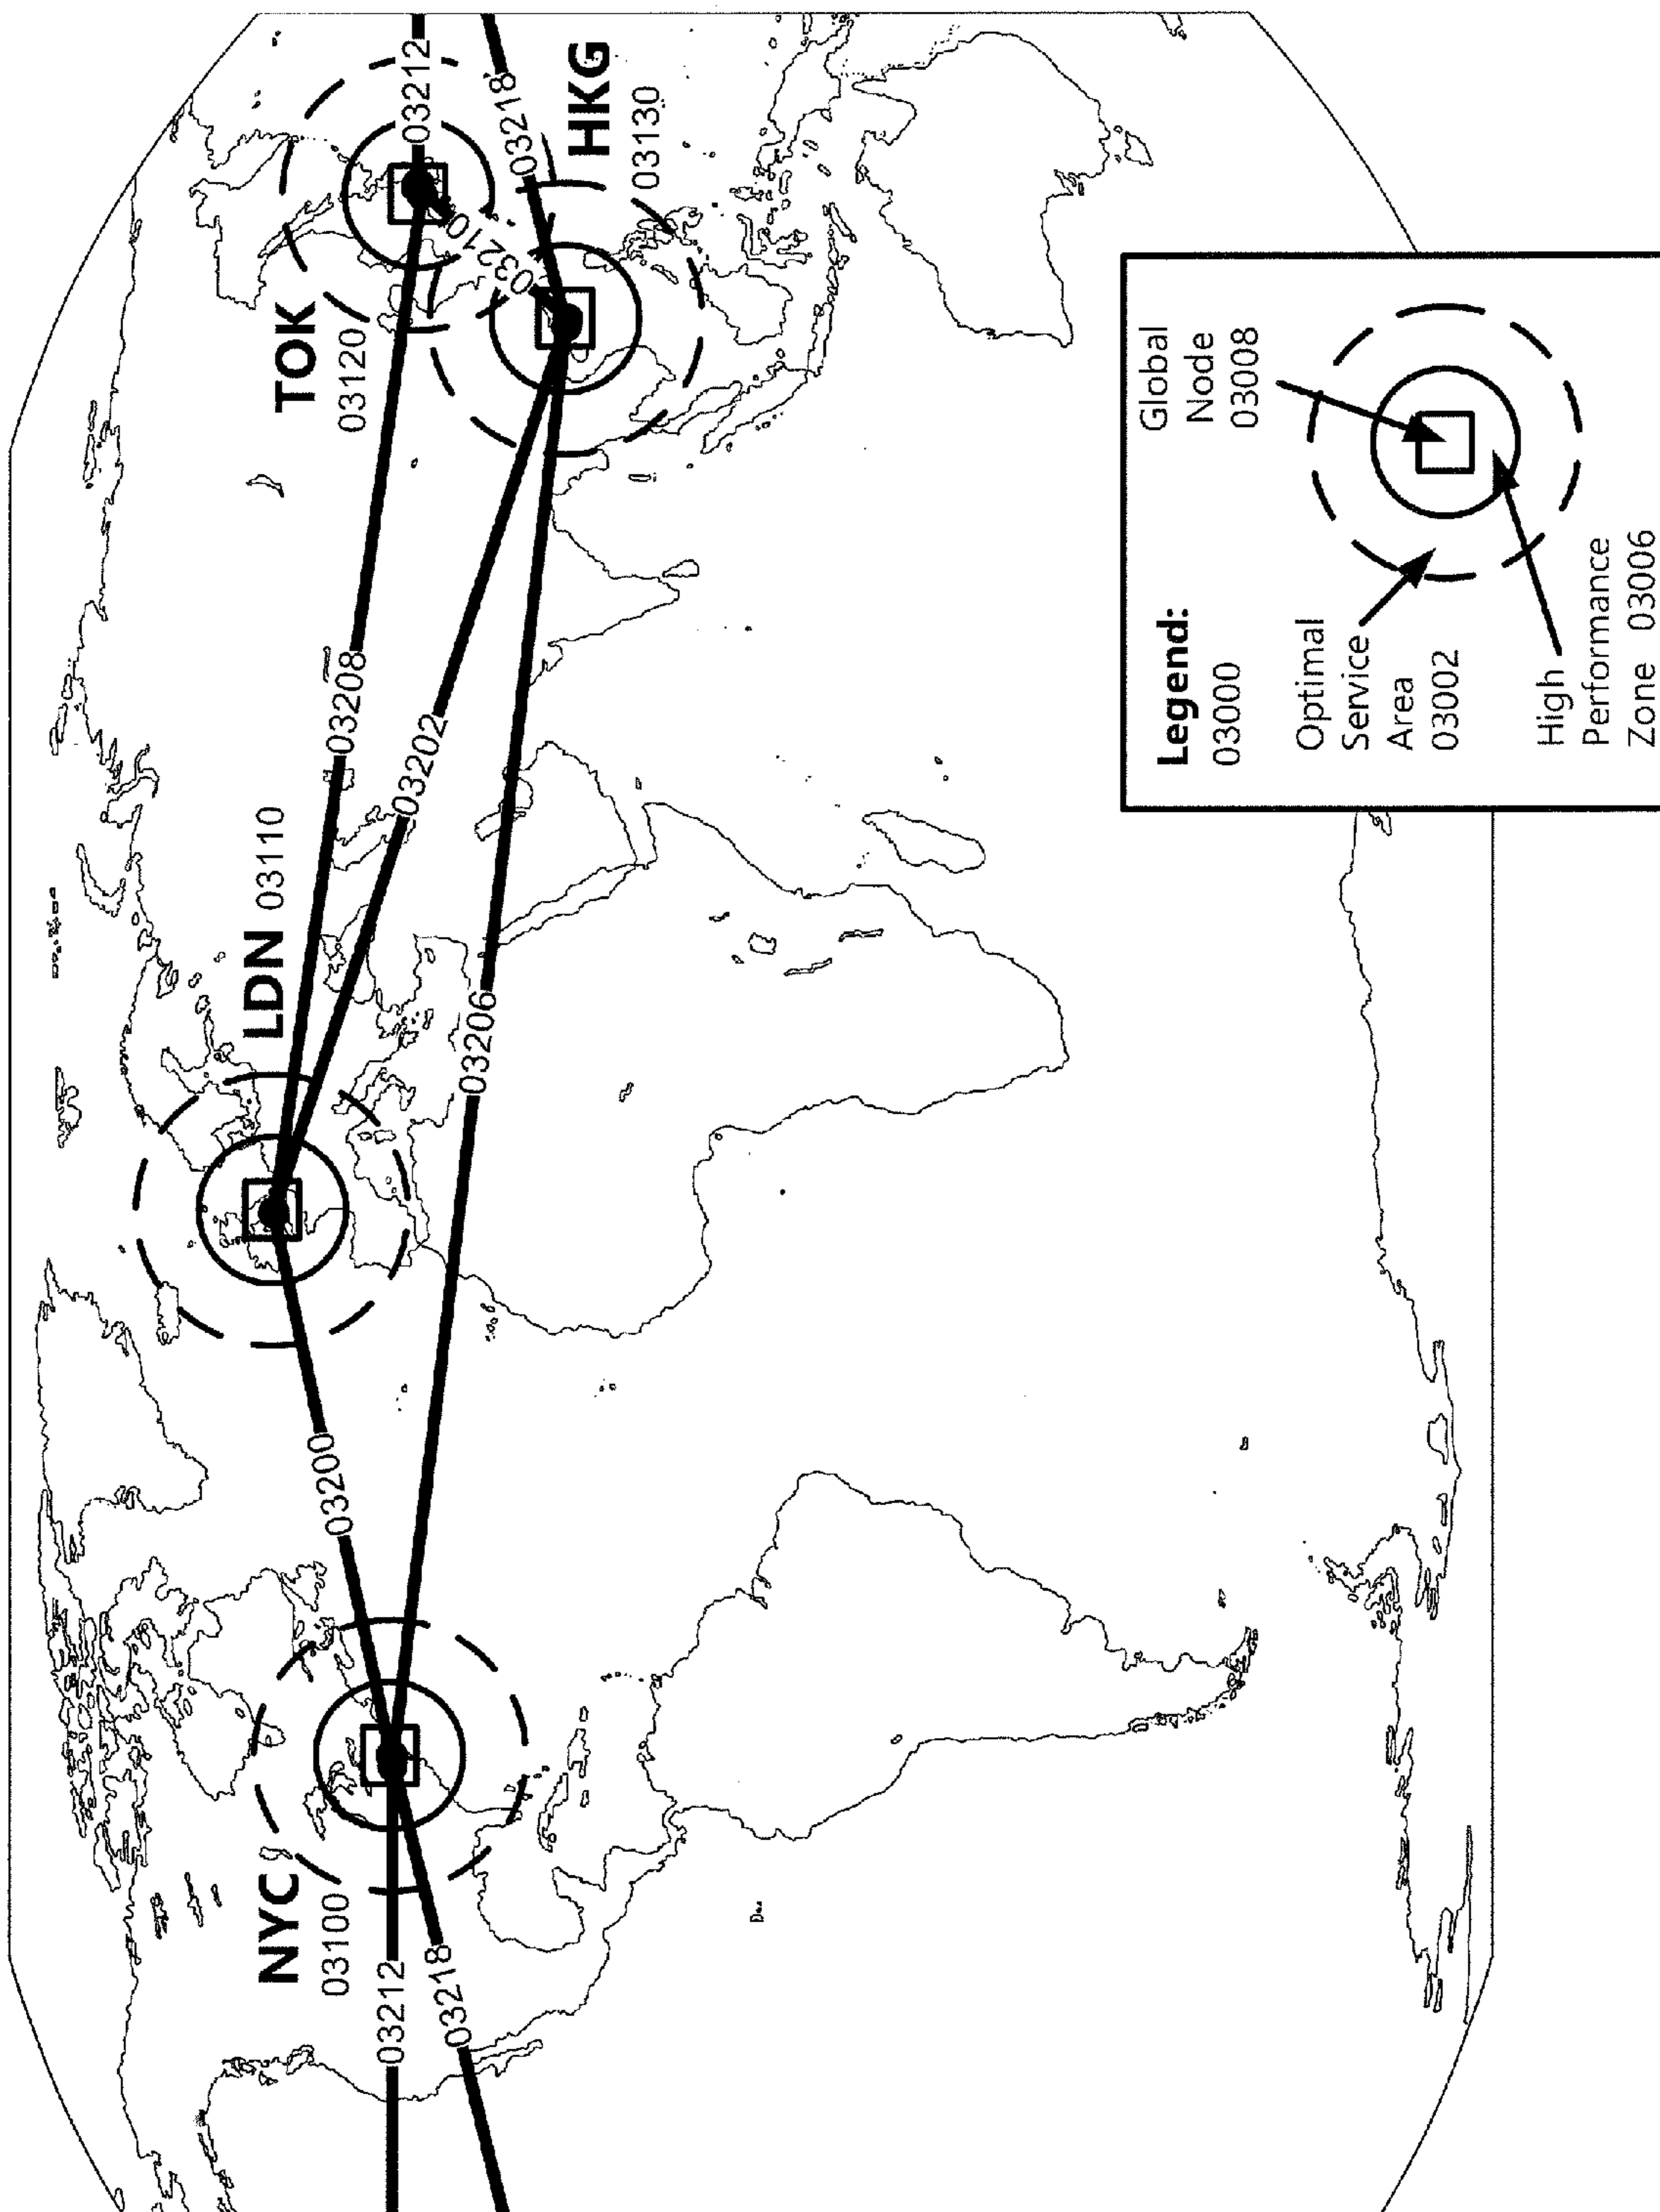 NYC
03100
LDN 03110
TOK
03120
HKG
03130
03212
03218
03200
03206
03208
03202
03210
03212
03218
Legend:
03000
Optimal
Service
Area
03002
Global
Node
03008
High
Performance
Zone 03006